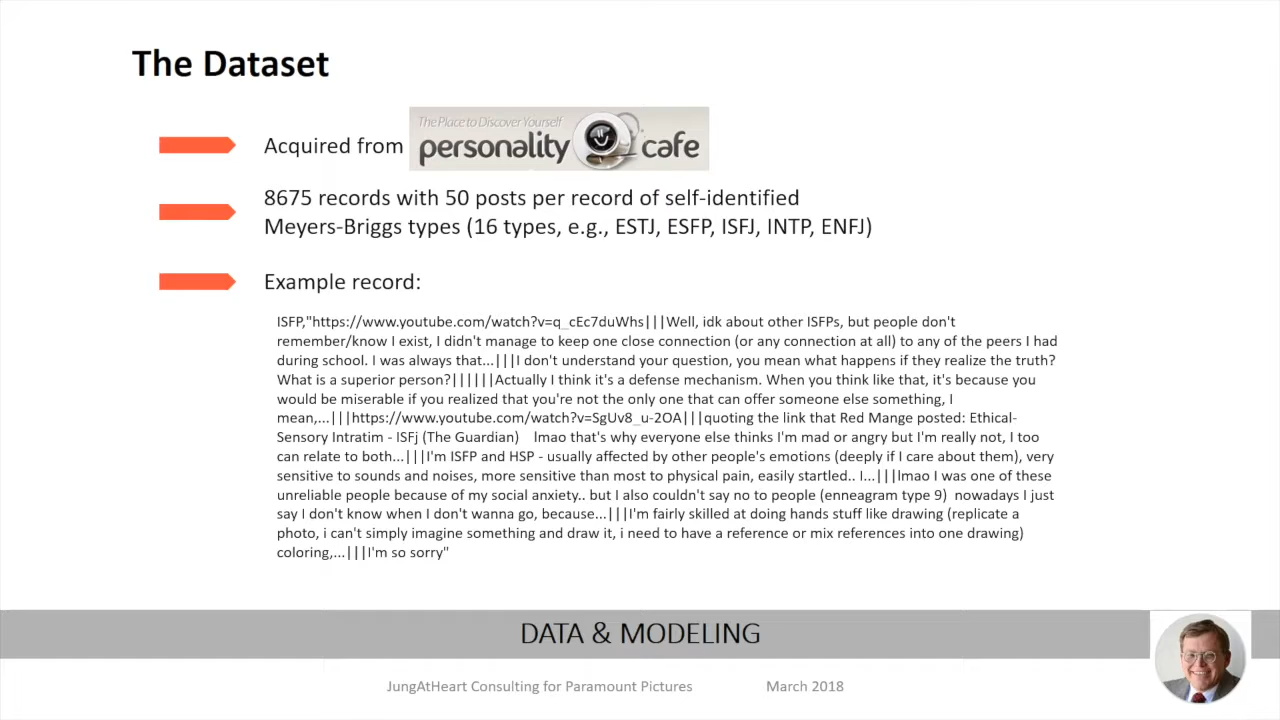 The Dataset
Acquired from
The Place to Discover Yourself
personality cafe
8675 records with 50 posts per record of self-identified
Meyers-Briggs types (16 types, e.g., ESTJ, ESFP, ISFJ, INTP, ENFJ)
Example record:
ISFP,"https://www.youtube.com/watch?v=q_cEc7duWhs|||Well, idk about other ISFPs, but people don't
remember/know I exist, I didn't manage to keep one close connection (or any connection at all) to any of the peers I had
during school. I was always that...|||I don't understand your question, you mean what happens if they realize the truth?
What is a superior person?||||||Actually I think it's a defense mechanism. When you think like that, it's because you
would be miserable if you realized that you're not the only one that can offer someone else something, I
mean,...|||https://www.youtube.com/watch?v=SgUv8_u-2OA|||quoting the link that Red Mange posted: Ethical-
Sensory Intratim - ISFj (The Guardian)    lmao that's why everyone else thinks I'm mad or angry but I'm really not, I too
can relate to both...|||I'm ISFP and HSP - usually affected by other people's emotions (deeply if I care about them), very
sensitive to sounds and noises, more sensitive than most to physical pain, easily startled.. I...|||lmao I was one of these
unreliable people because of my social anxiety.. but I also couldn't say no to people (enneagram type 9)  nowadays I just
say I don't know when I don't wanna go, because...|||I'm fairly skilled at doing hands stuff like drawing (replicate a
photo, i can't simply imagine something and draw it, i need to have a reference or mix references into one drawing)
coloring,...|||I'm so sorry"
DATA & MODELING
JungAtHeart Consulting for Paramount Pictures
March 2018